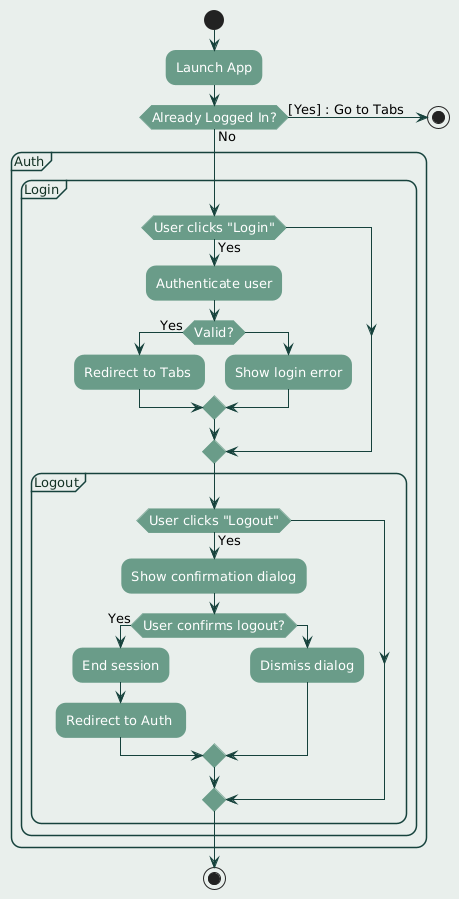 Launch App
Already Logged In?
[Yes] : Go to Tabs
No
Auth
Login
User clicks "Login"
Yes
Authenticate user
Yes
Valid?
Redirect to Tabs
Show login error
Logout
User clicks "Logout"
Yes
Show confirmation dialog
Yes
User confirms logout?
End session
Dismiss dialog
Redirect to Auth